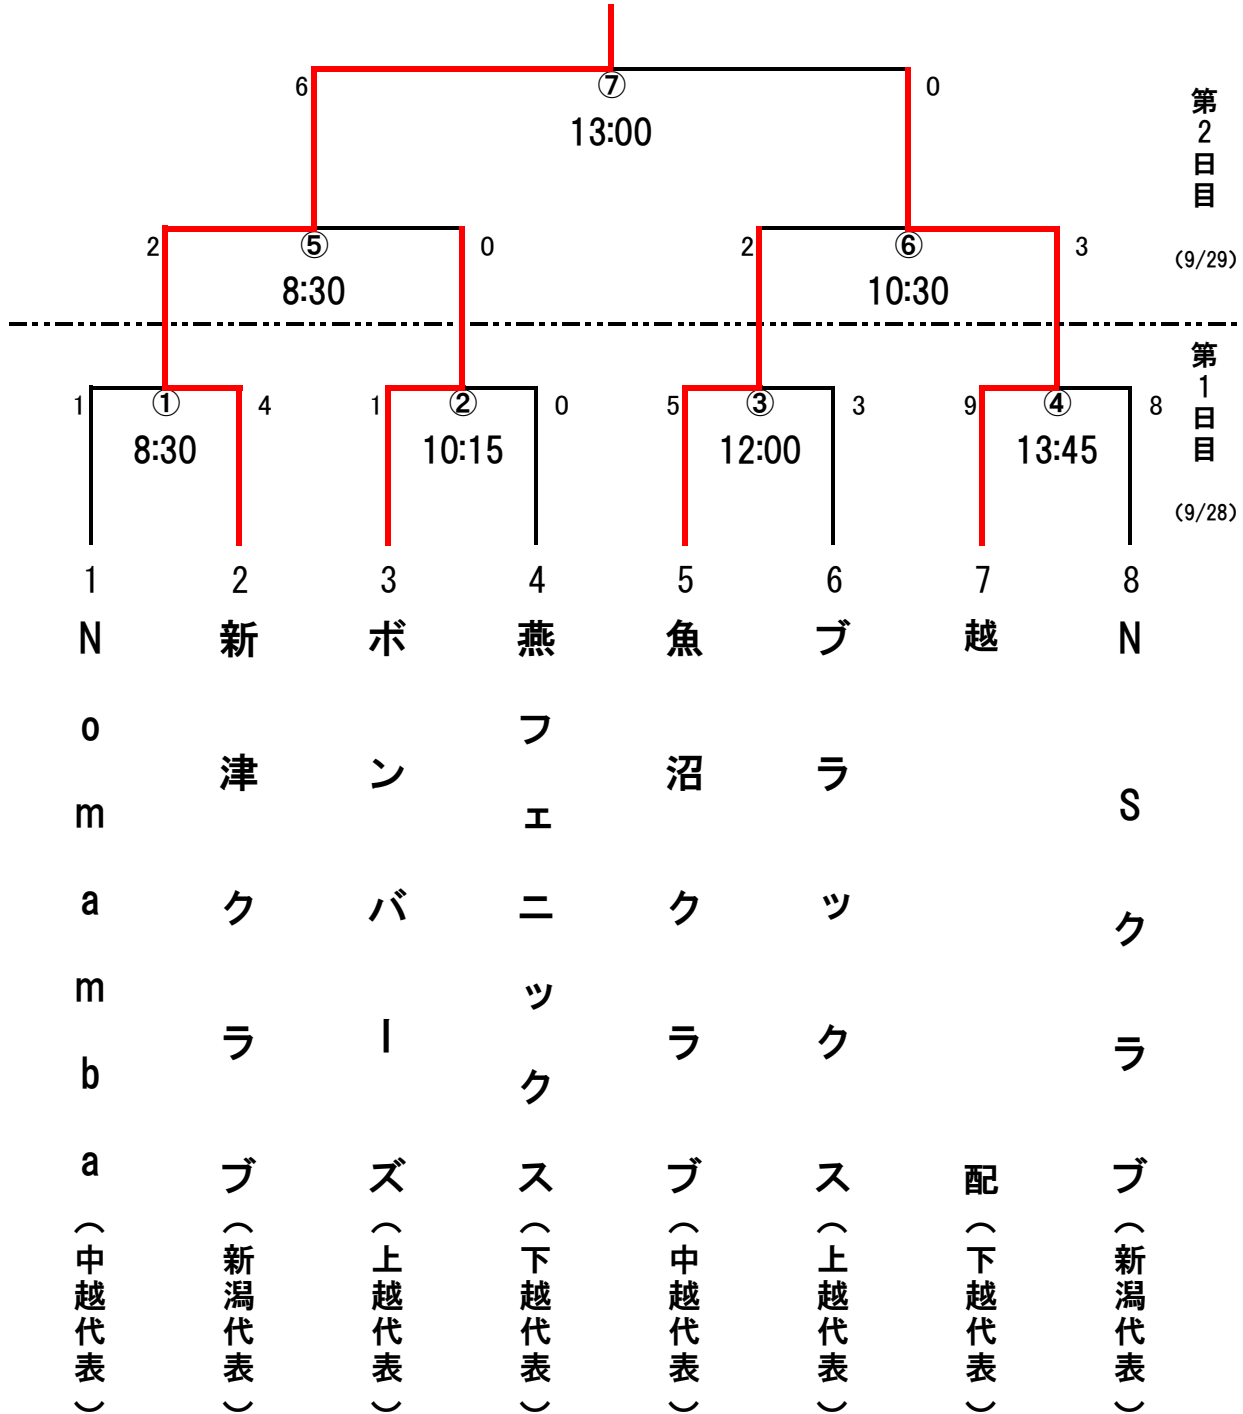 6 ⑦ 0
13:00
第2日目
(9/29)
2 ⑤ 0
8:30
2 ⑥ 3
10:30
第1日目
(9/28)
1 ① 4
8:30
1 ② 0
10:15
5 ③ 3
12:00
9 ④ 8
13:45
1
Nomamba(中越代表)
2
新津クラブ(新潟代表)
3
ボンバーズ(上越代表)
4
燕フェニックス(下越代表)
5
魚沼クラブ(中越代表)
6
ブラックス(上越代表)
7
越配(下越代表)
8
NSクラブ(新潟代表)